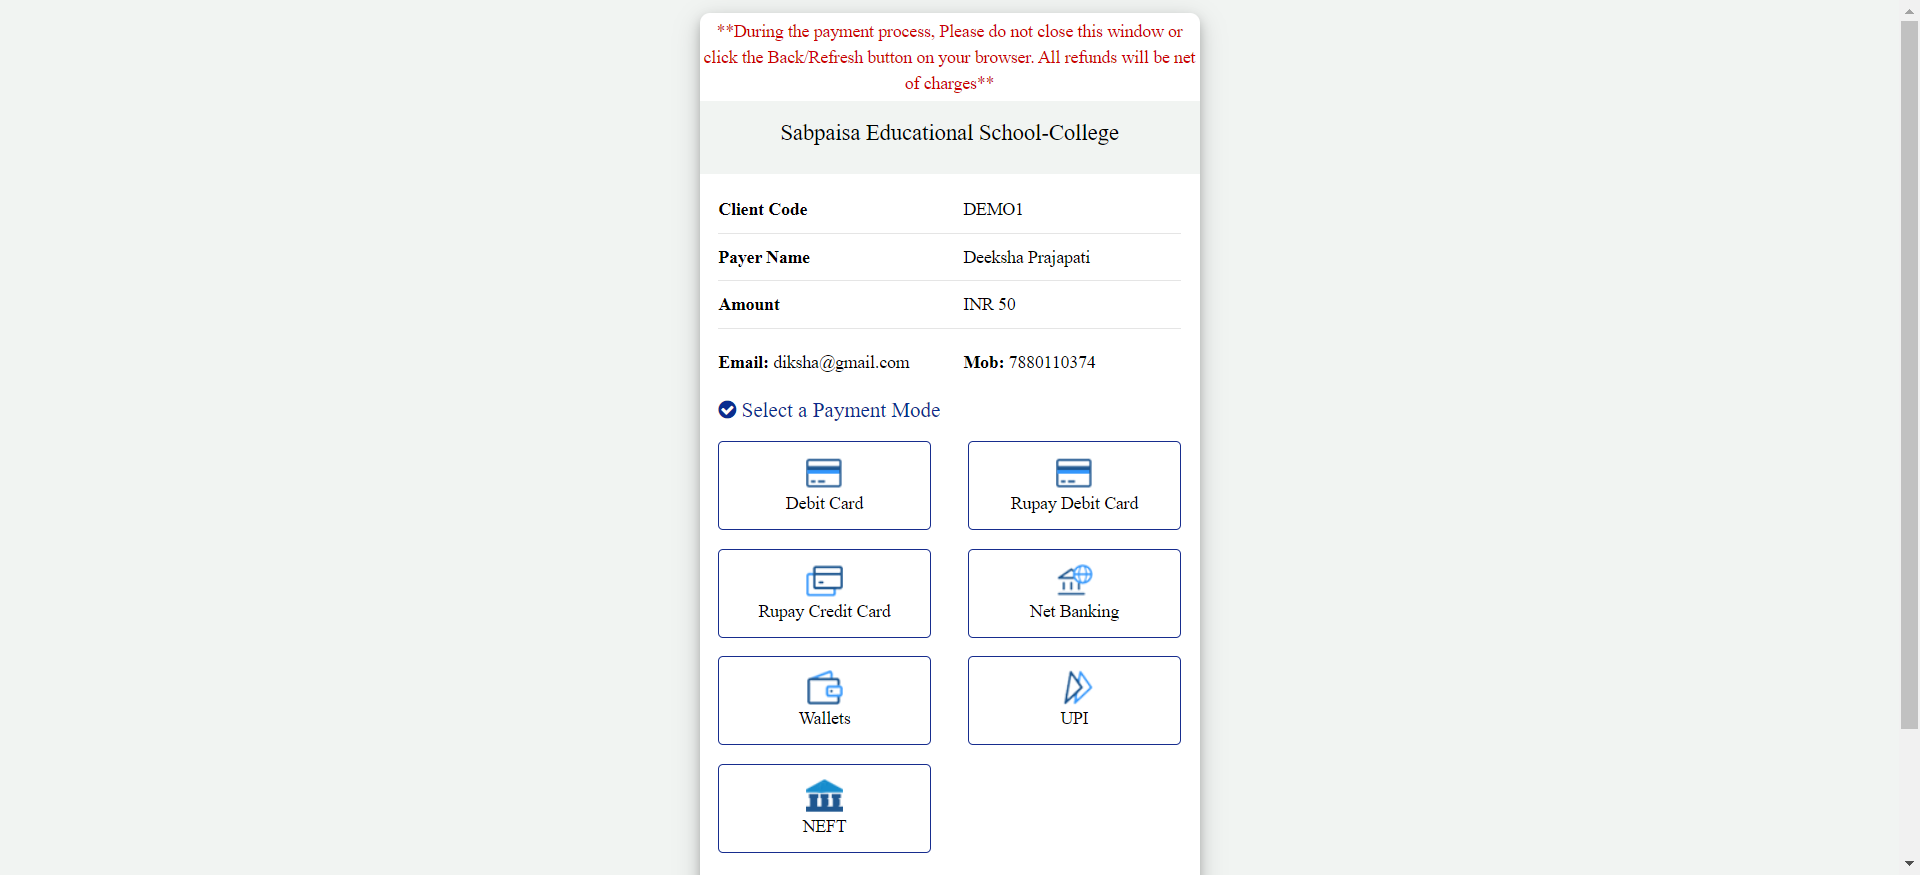 **During the payment process, Please do not close this window or
click the Back/Refresh button on your browser. All refunds will be net
of charges**
Sabpaisa Educational School-College
Client Code DEMO1
Payer Name Deeksha Prajapati
Amount INR 50
Email: diksha@gmail.com Mob: 7880110374
Select a Payment Mode
Debit Card Rupay Debit Card
Rupay Credit Card Net Banking
Wallets UPI
NEFT